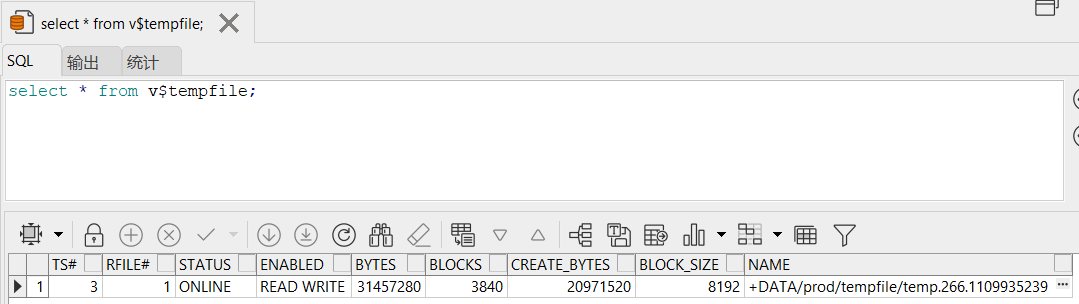 select * from v$tempfile;
SQL 输出 统计
select * from v$tempfile;
TS# RFILE# STATUS ENABLED BYTES BLOCKS CREATE_BYTES BLOCK_SIZE NAME
1 3 1 ONLINE READ WRITE 31457280 3840 20971520 8192 +DATA/prod/tempfile/temp.266.1109935239 ...